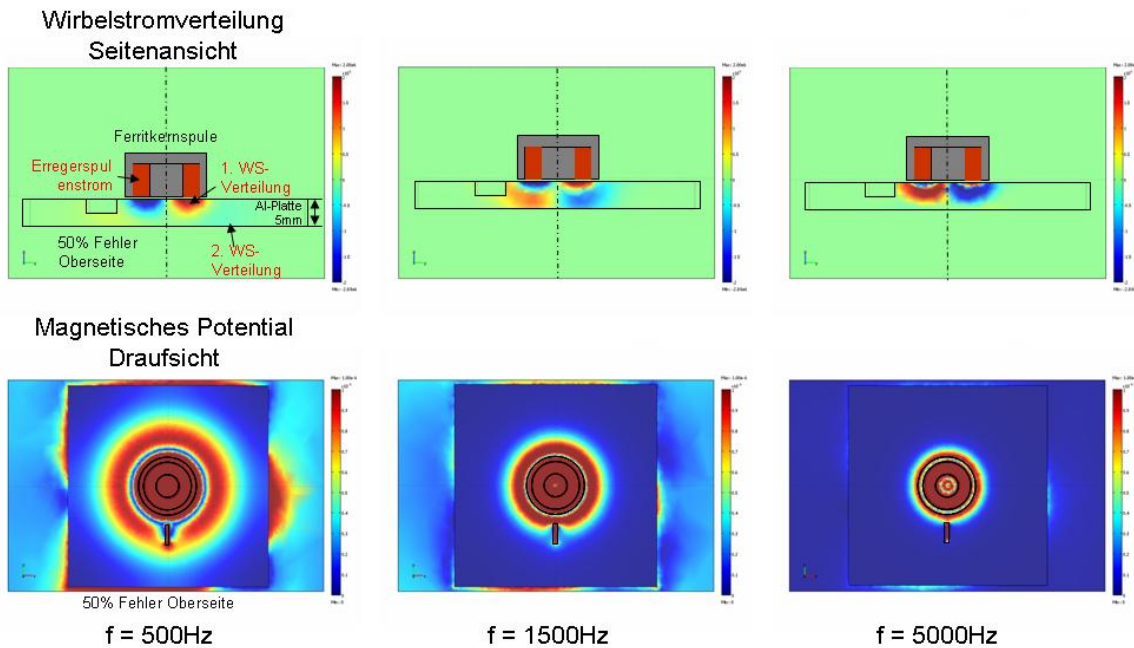 Wirbelstromverteilung
Seitenansicht
Ferritkernspule
Erregerspul
enstrom
1. WS-
Verteilung
Al-Platte
5mm
50% Fehler
Oberseite
2. WS-
Verteilung
Magnetisches Potential
Draufsicht
50% Fehler Oberseite
f = 500Hz
f = 1500Hz
f = 5000Hz